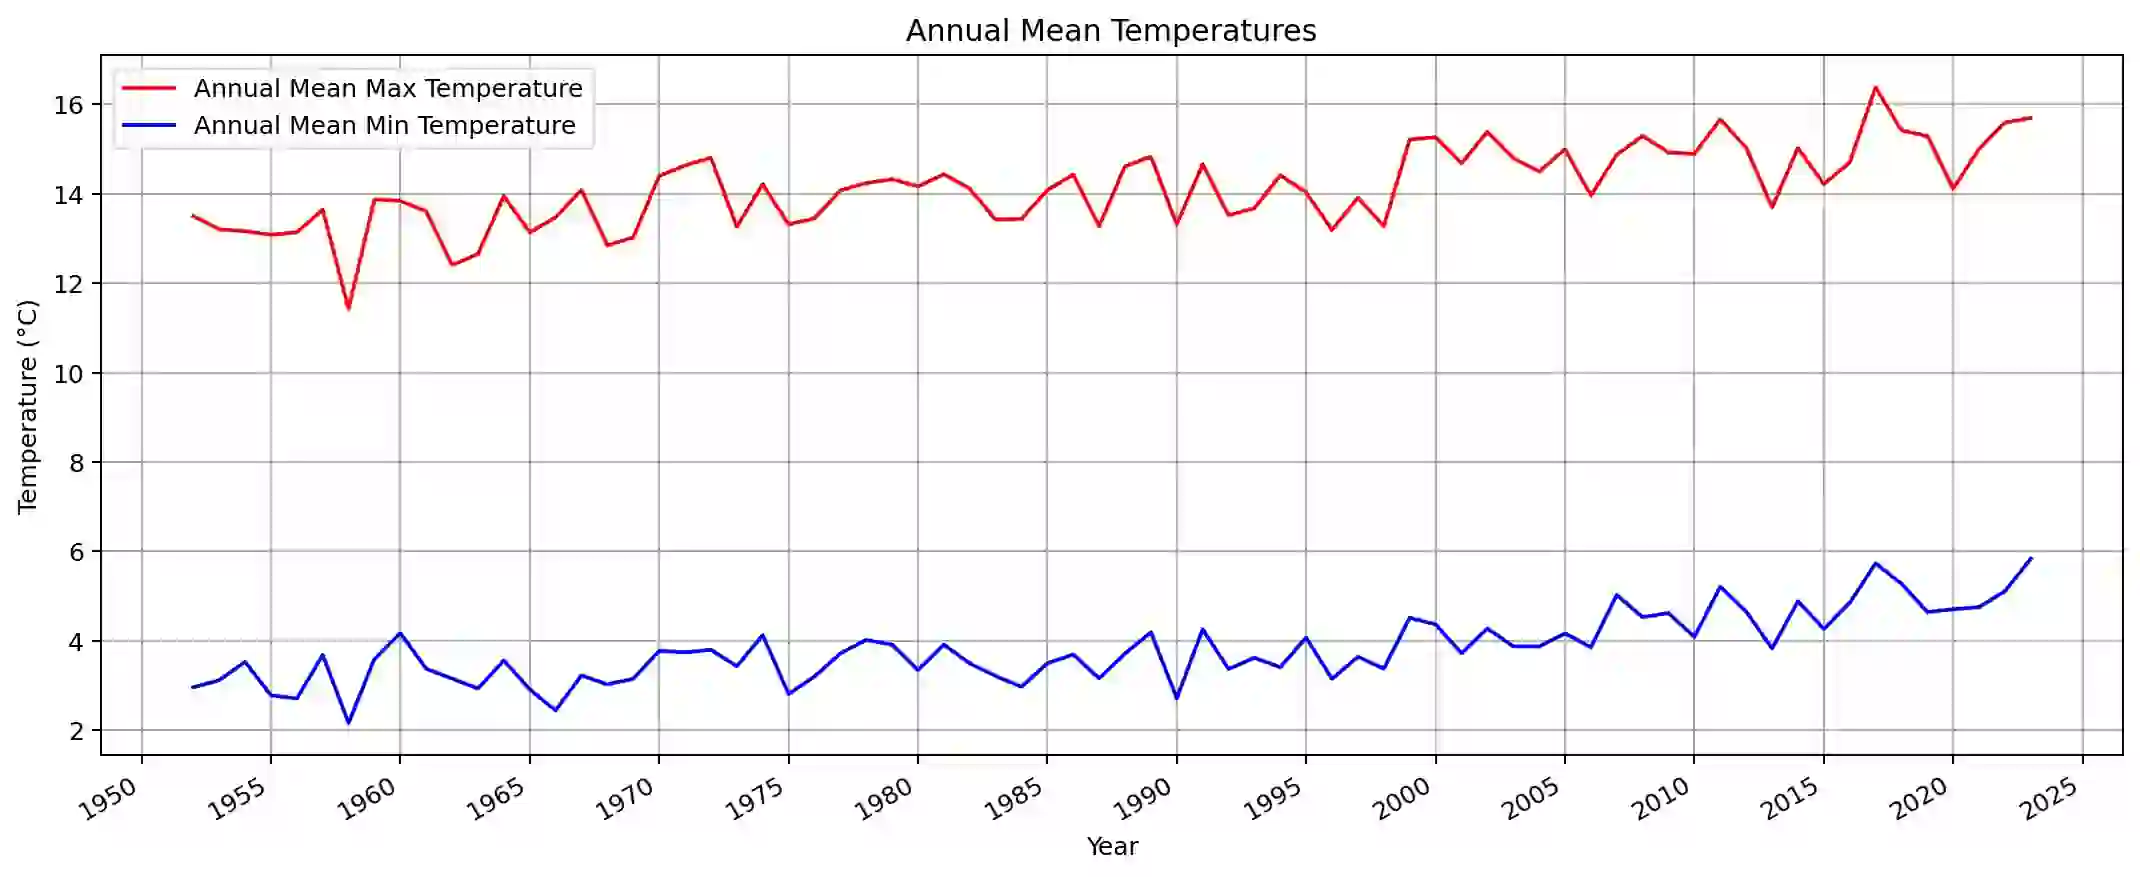 Annual Mean Temperatures
Annual Mean Max Temperature
Annual Mean Min Temperature
16
14
12
10
8
6
4
2
Temperature (°C)
1950 1955 1960 1965 1970 1975 1980 1985 1990 1995 2000 2005 2010 2015 2020 2025
Year